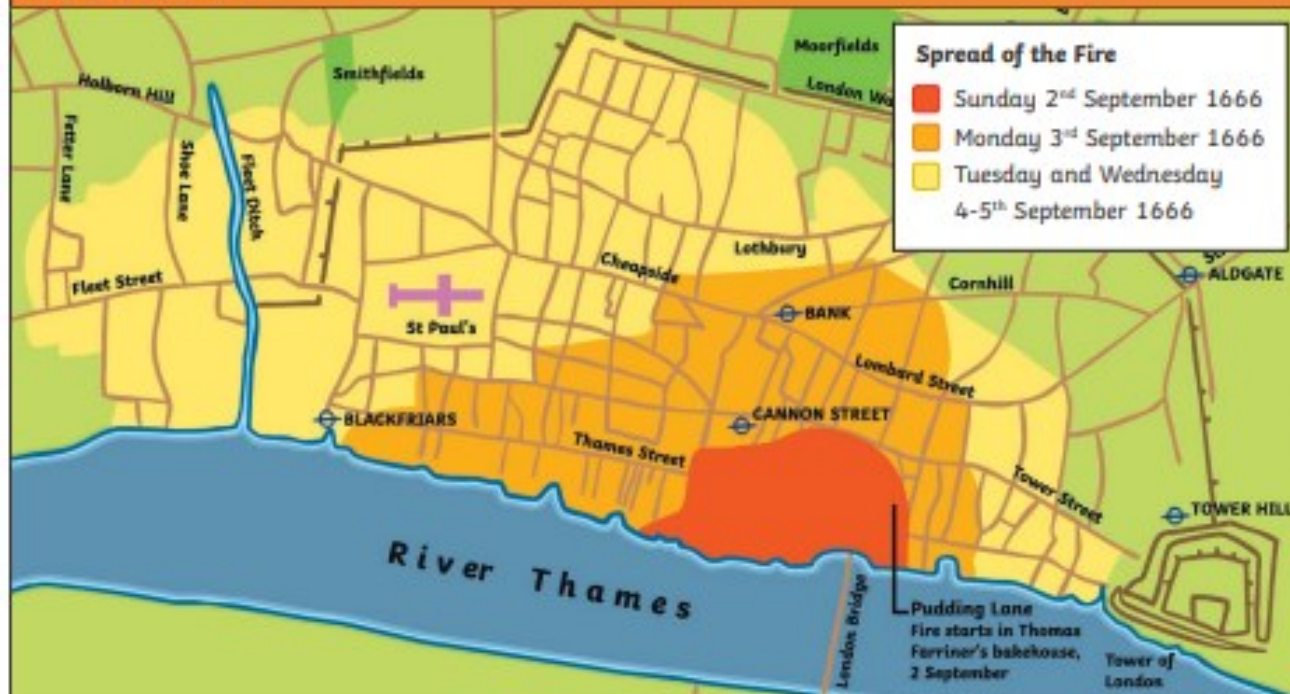 Moorfields
Smithfields
London Wa
Holborn Hill
Fetter Lane
Shoe Lane
Fleet Ditch
Fleet Street
St Paul's
Cheapside
Lothbury
Cornhill
BANK
Lombard Street
ALDGATE
BLACKFRIARS
CANNON STREET
Thames Street
Tower Street
TOWER HILL
River Thames
London Bridge
Pudding Lane
Fire starts in Thomas
Farriner's bakehouse,
2 September
Tower of
London
Spread of the Fire
Sunday 2nd September 1666
Monday 3rd September 1666
Tuesday and Wednesday
4-5th September 1666